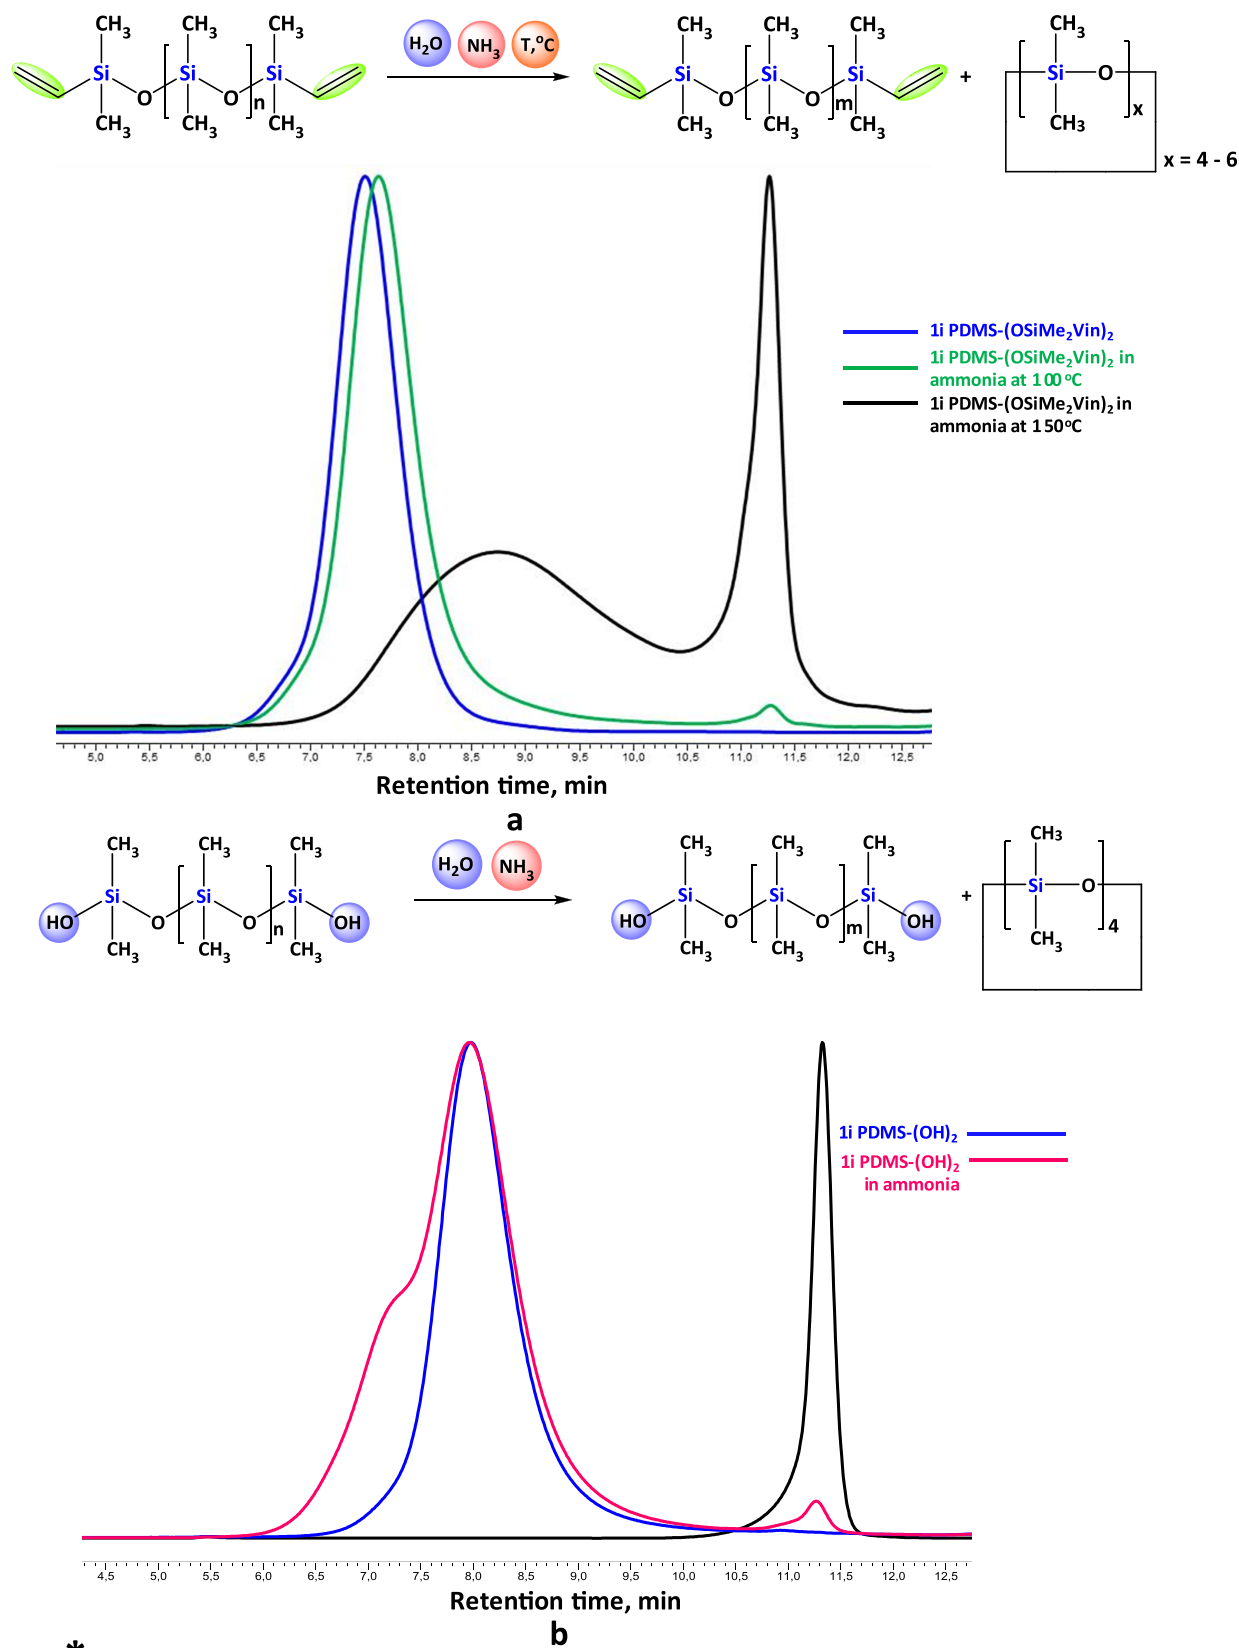 CH3 CH3 CH3 H2O NH3 T,°C CH3 CH3 CH3 CH3
Si O Si O n Si Si O Si O m Si + Si O x
CH3 CH3 CH3 CH3 CH3 CH3 CH3
x = 4 - 6
1i PDMS-(OSiMe2Vin)2
1i PDMS-(OSiMe2Vin)2 in
ammonia at 100 °C
1i PDMS-(OSiMe2Vin)2 in
ammonia at 150°C
5,0 5,5 6,0 6,5 7,0 7,5 8,0 8,5 9,0 9,5 10,0 10,5 11,0 11,5 12,0 12,5
Retention time, min
a
CH3 CH3 CH3 H2O NH3 CH3 CH3 CH3 CH3
HO Si O Si O n Si OH HO Si O Si O m Si OH + Si O 4
CH3 CH3 CH3 CH3 CH3 CH3 CH3
1i PDMS-(OH)2
1i PDMS-(OH)2
in ammonia
4,5 5,0 5,5 6,0 6,5 7,0 7,5 8,0 8,5 9,0 9,5 10,0 10,5 11,0 11,5 12,0 12,5
Retention time, min
b
*